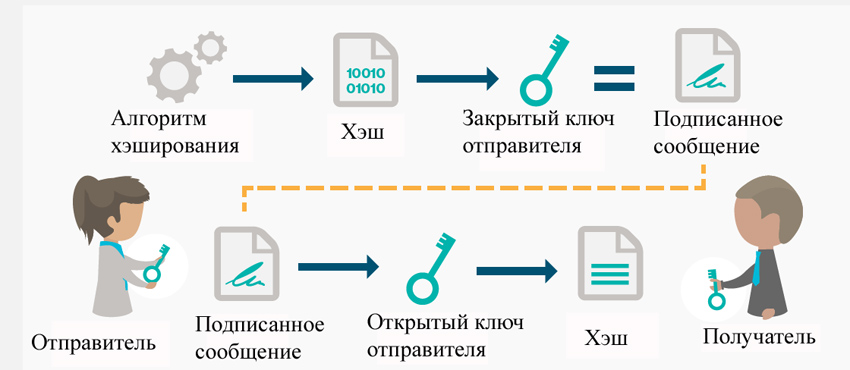 10010
01010
Алгоритм
хэширования
Хэш
Закрытый ключ
отправителя
Подписанное
сообщение
Отправитель
Подписанное
сообщение
Открытый ключ
отправителя
Хэш
Получатель